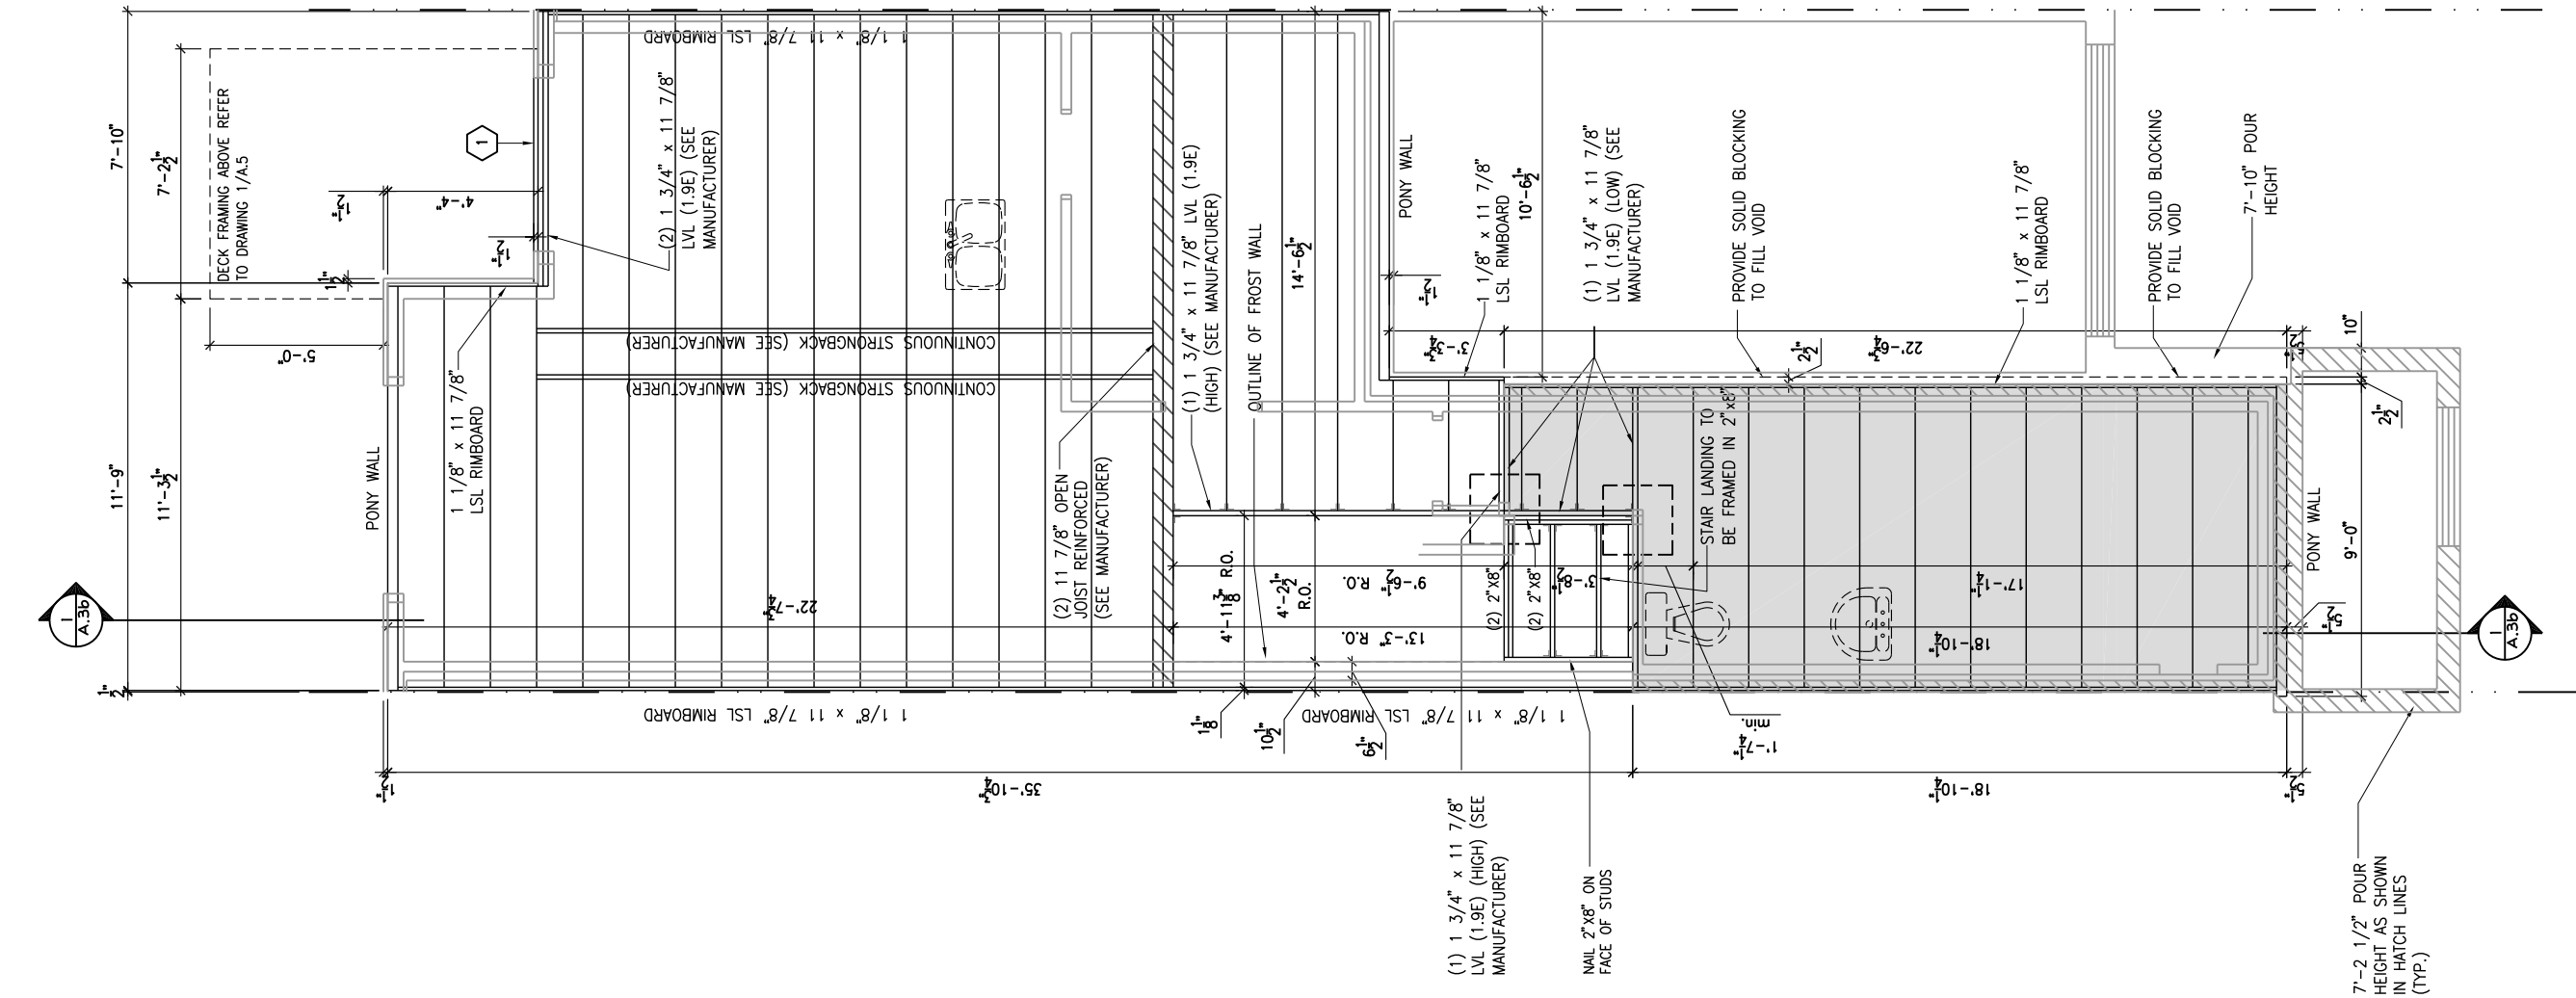 7'-10"
7'-2 1/2"
11'-9"
11'-3 1/2"
1/2"
DECK FRAMING ABOVE REFER
TO DRAWING 1/A.5
5'-0"
1 1/2"
4'-4"
1 1/2"
1 1/2"
1
PONY WALL
1 1/8" x 11 7/8"
LSL RIMBOARD
1
A.3b
1 1/8" x 11 7/8" LSL RIMBOARD
(2) 1 3/4" x 11 7/8"
LVL (1.9E) (SEE
MANUFACTURER)
CONTINUOUS STRONGBACK (SEE MANUFACTURER)
CONTINUOUS STRONGBACK (SEE MANUFACTURER)
22'-7 3/4"
1 1/8" x 11 7/8" LSL RIMBOARD
(2) 11 7/8" OPEN
JOIST REINFORCED
(SEE MANUFACTURER)
(1) 1 3/4" x 11 7/8" LVL (1.9E)
(HIGH) (SEE MANUFACTURER)
OUTLINE OF FROST WALL
14'-6 1/2"
4'-11 3/8" R.O.
4'-2 1/2"
R.O.
9'-6 1/2" R.O.
13'-3" R.O.
1 1/8"
10 1/2"
6 1/2"
1 1/8" x 11 7/8" LSL RIMBOARD
PONY WALL
1 1/2"
3'-3 3/4"
1 1/8" x 11 7/8"
LSL RIMBOARD
10'-6 1/2"
(1) 1 3/4" x 11 7/8"
LVL (1.9E) (LOW) (SEE
MANUFACTURER)
(2) 2"X8"
(2) 2"X8"
3'-8 1/2"
STAIR LANDING TO
BE FRAMED IN 2"x8"
PROVIDE SOLID BLOCKING
TO FILL VOID
2 1/2"
22'-6 3/4"
1 1/8" x 11 7/8"
LSL RIMBOARD
PROVIDE SOLID BLOCKING
TO FILL VOID
7'-10" POUR
HEIGHT
5 1/2"
10"
2 1/2"
17'-1 1/4"
18'-10 1/4"
PONY WALL
9'-0"
5 1/2"
1
A.3b
min.
1'-7 1/4"
1 1/2"
35'-10 3/4"
18'-10 1/4"
5 1/2"
(1) 1 3/4" x 11 7/8"
LVL (1.9E) (HIGH) (SEE
MANUFACTURER)
NAIL 2"X8" ON
FACE OF STUDS
7'-2 1/2" POUR
HEIGHT AS SHOWN
IN HATCH LINES
(TYP.)